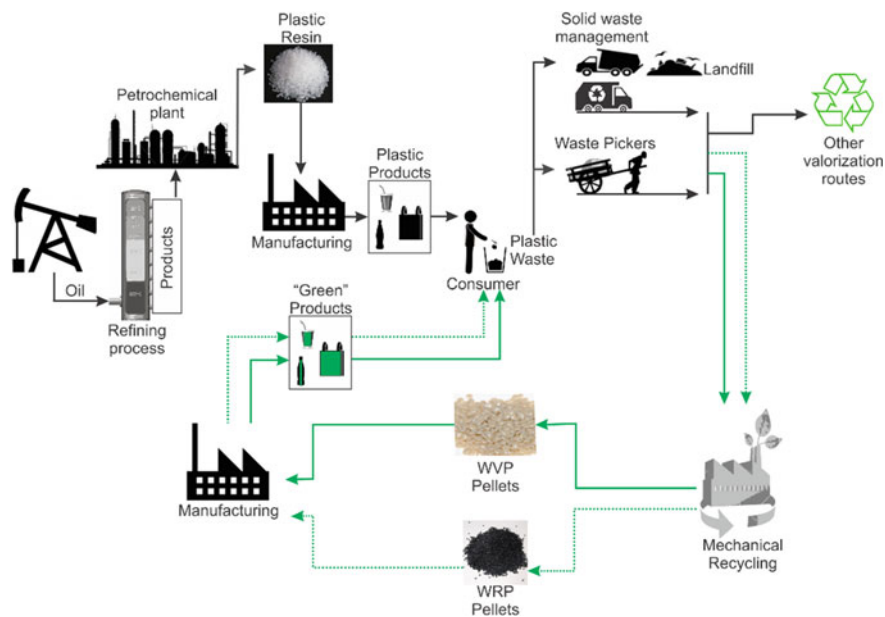 Plastic
Resin
Solid waste
management
Landfill
Petrochemical
plant
Plastic
Products
Waste Pickers
Other
valorization
routes
Products
Manufacturing
Plastic
Waste
Consumer
Oil
"Green"
Products
Refining
process
WVP
Pellets
Manufacturing
WRP
Pellets
Mechanical
Recycling